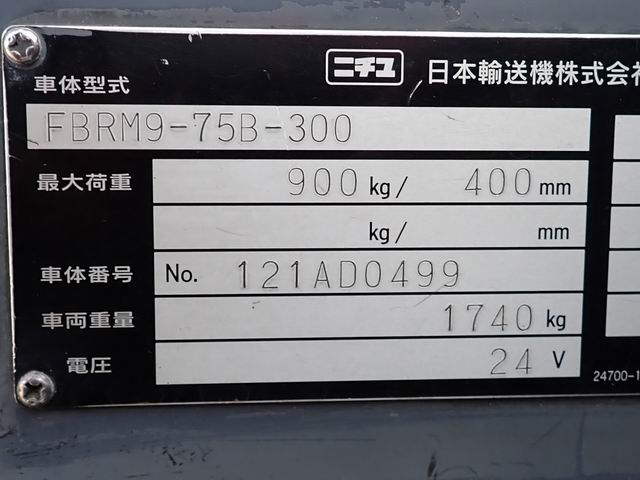 ニチユ 日本輸送機株式会
車体型式
FBRM9-75B-300
最大荷重 900 kg/ 400 mm
kg/ mm
車体番号 No. 121AD0499
車両重量 1740 kg
電圧 24 V
24700-1